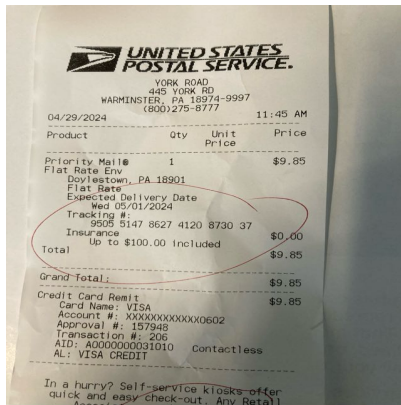 UNITED STATES
POSTAL SERVICE.
YORK ROAD
445 YORK RD
WARMINSTER, PA 18974-9997
(800)275-8777
04/29/2024 11:45 AM
Product Qty Unit Price
Price
Priority Mail® 1 $9.85
Flat Rate Env
Doylestown, PA 18901
Flat Rate
Expected Delivery Date
Wed 05/01/2024
Tracking #:
9505 5147 8627 4120 8730 37
Insurance $0.00
Up to $100.00 included
Total $9.85
Grand Total: $9.85
Credit Card Remit $9.85
Card Name: VISA
Account #: XXXXXXXXXXXX0602
Approval #: 157948
Transaction #: 206
AID: A0000000031010 Contactless
AL: VISA CREDIT
In a hurry? Self-service kiosks offer
quick and easy check-out. Any Retail